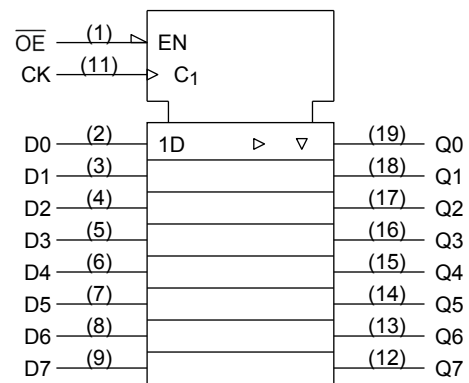 O̅E̅ (1) EN
CK (11) C1
D0 (2) 1D (19) Q0
D1 (3) (18) Q1
D2 (4) (17) Q2
D3 (5) (16) Q3
D4 (6) (15) Q4
D5 (7) (14) Q5
D6 (8) (13) Q6
D7 (9) (12) Q7